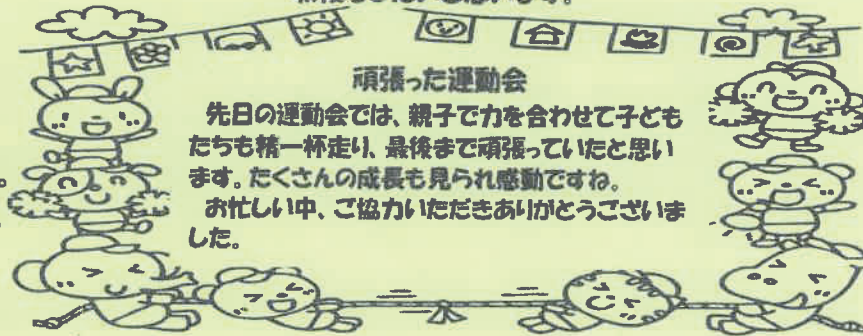 頑張った運動会
先日の運動会では、親子で力を合わせて子ども
たちも精一杯走り、最後まで頑張っていたと思い
ます。たくさんの成長も見られ感動ですね。
お忙しい中、ご協力いただきありがとうございま
した。